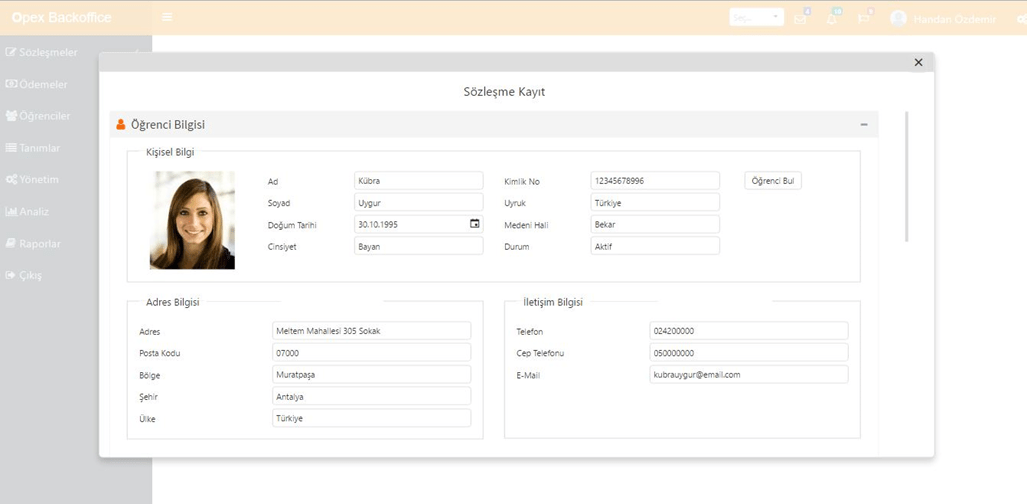 Opex Backoffice
Seç...
Handan Özdemir
Sözleşmeler
Ödemeler
Öğrenciler
Tanımlar
Yönetim
Analiz
Raporlar
Çıkış
Sözleşme Kayıt
Öğrenci Bilgisi
Kişisel Bilgi
Ad Kübra Kimlik No 12345678996 Öğrenci Bul
Soyad Uygur Uyruk Türkiye
Doğum Tarihi 30.10.1995 Medeni Hali Bekar
Cinsiyet Bayan Durum Aktif
Adres Bilgisi
Adres Meltem Mahallesi 305 Sokak
Posta Kodu 07000
Bölge Muratpaşa
Şehir Antalya
Ülke Türkiye
İletişim Bilgisi
Telefon 024200000
Cep Telefonu 050000000
E-Mail kubrauygur@email.com